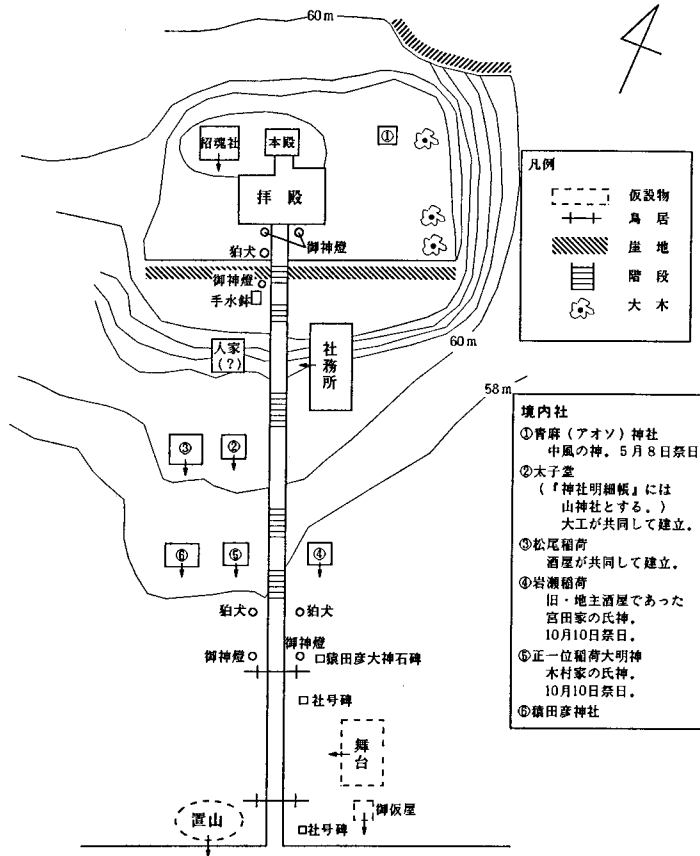 60m
招魂社
本殿
①
拝殿
御神燈
狛犬
御神燈
手水鉢
人家
(?)
社務所
60m
58m
③
②
⑥
⑤
④
狛犬
狛犬
御神燈
御神燈
猿田彦大神石碑
社号碑
舞台
置山
御仮屋
社号碑
凡例
仮設物
鳥居
崖地
階段
大木
境内社
①青麻(アオソ)神社
中風の神。5月8日祭日
②太子堂
(『神社明細帳』には
山神社とする。)
大工が共同して建立。
③松尾稲荷
酒屋が共同して建立。
④岩瀬稲荷
旧・地主酒屋であった
宮田家の氏神。
10月10日祭日。
⑤正一位稲荷大明神
木村家の氏神。
10月10日祭日。
⑥猿田彦神社